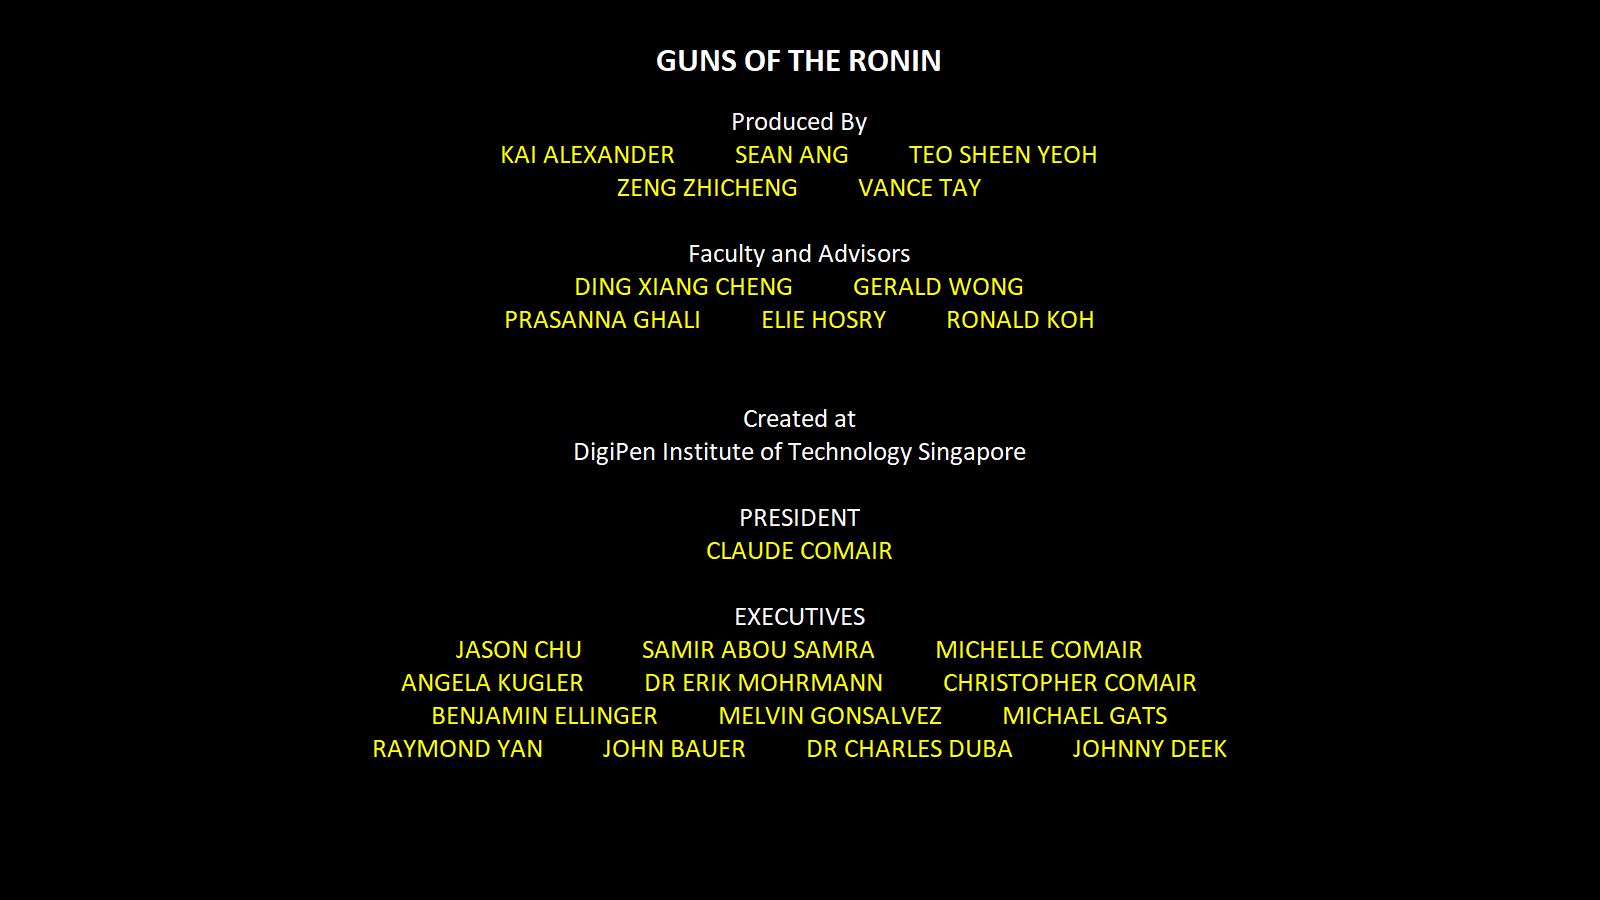 GUNS OF THE RONIN
Produced By
KAI ALEXANDER SEAN ANG TEO SHEEN YEOH
ZENG ZHICHENG VANCE TAY
Faculty and Advisors
DING XIANG CHENG GERALD WONG
PRASANNA GHALI ELIE HOSRY RONALD KOH
Created at
DigiPen Institute of Technology Singapore
PRESIDENT
CLAUDE COMAIR
EXECUTIVES
JASON CHU SAMIR ABOU SAMRA MICHELLE COMAIR
ANGELA KUGLER DR ERIK MOHRMANN CHRISTOPHER COMAIR
BENJAMIN ELLINGER MELVIN GONSALVEZ MICHAEL GATS
RAYMOND YAN JOHN BAUER DR CHARLES DUBA JOHNNY DEEK